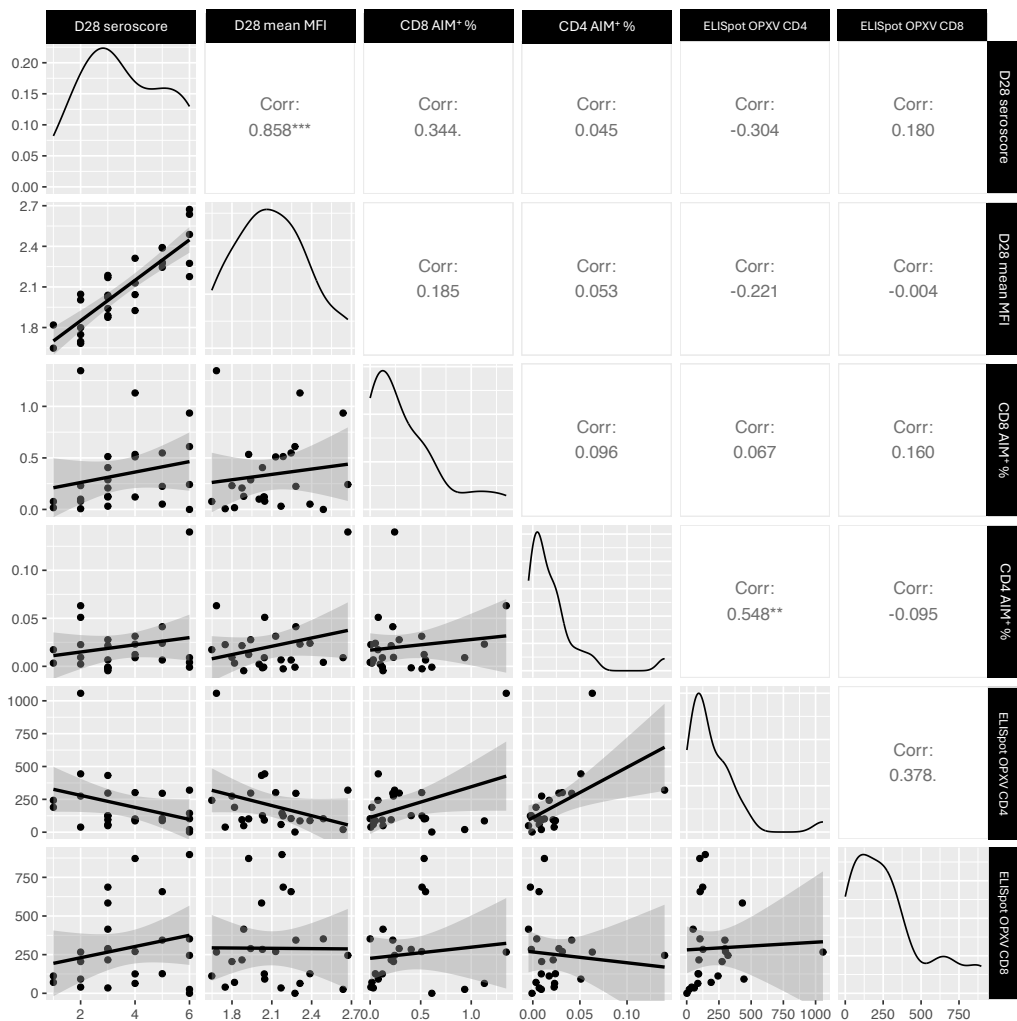 D28 seroscore
D28 mean MFI
CD8 AIM⁺ %
CD4 AIM⁺ %
ELISpot OPXV CD4
ELISpot OPXV CD8
0.20
0.15
0.10
0.05
0.00
Corr:
0.858***
Corr:
0.344.
Corr:
0.045
Corr:
-0.304
Corr:
0.180
D28 seroscore
2.7
2.4
2.1
1.8
Corr:
0.185
Corr:
0.053
Corr:
-0.221
Corr:
-0.004
D28 mean MFI
1.0
0.5
0.0
Corr:
0.096
Corr:
0.067
Corr:
0.160
CD8 AIM⁺ %
0.10
0.05
0.00
Corr:
0.548**
Corr:
-0.095
CD4 AIM⁺ %
1000
750
500
250
0
Corr:
0.378.
ELISpot OPXV CD4
750
500
250
0
ELISpot OPXV CD8
2 4 6
1.8 2.1 2.4 2.7
0.0 0.5 1.0
0.00 0.05 0.10
0 250 500 750 1000
0 250 500 750